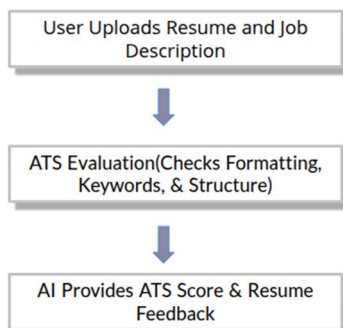 User Uploads Resume and Job
Description
ATS Evaluation(Checks Formatting,
Keywords, & Structure)
AI Provides ATS Score & Resume
Feedback